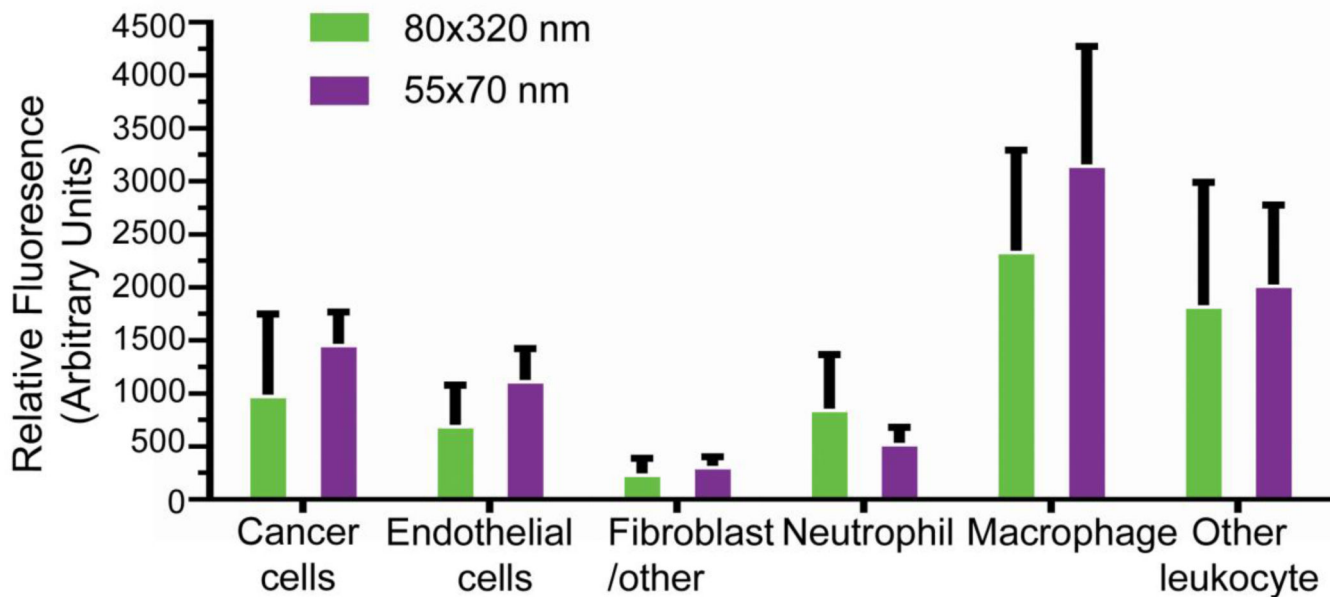 Relative Fluoresence
(Arbitrary Units)
4500
4000
3500
3000
2500
2000
1500
1000
500
0
80x320 nm
55x70 nm
Cancer
cells
Endothelial
cells
Fibroblast
/other
Neutrophil
Macrophage
Other
leukocyte